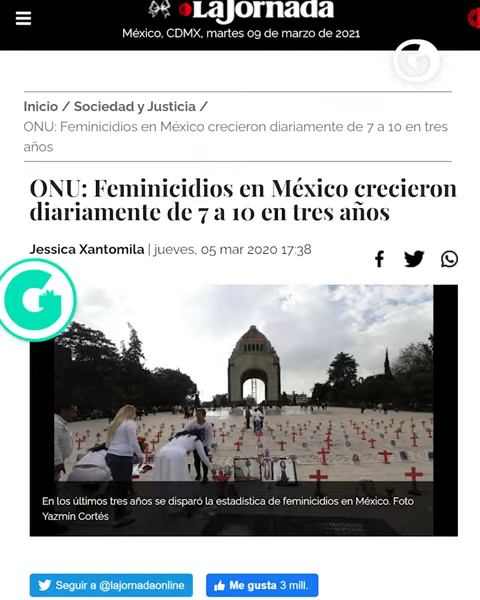 La Jornada
México, CDMX, martes 09 de marzo de 2021
Inicio / Sociedad y Justicia /
ONU: Feminicidios en México crecieron diariamente de 7 a 10 en tres
años
ONU: Feminicidios en México crecieron
diariamente de 7 a 10 en tres años
Jessica Xantomila | jueves, 05 mar 2020 17:38
G
G
En los últimos tres años se disparó la estadística de feminicidios en México. Foto
Yazmín Cortés
Seguir a @lajornadaonline
Me gusta 3 mill.